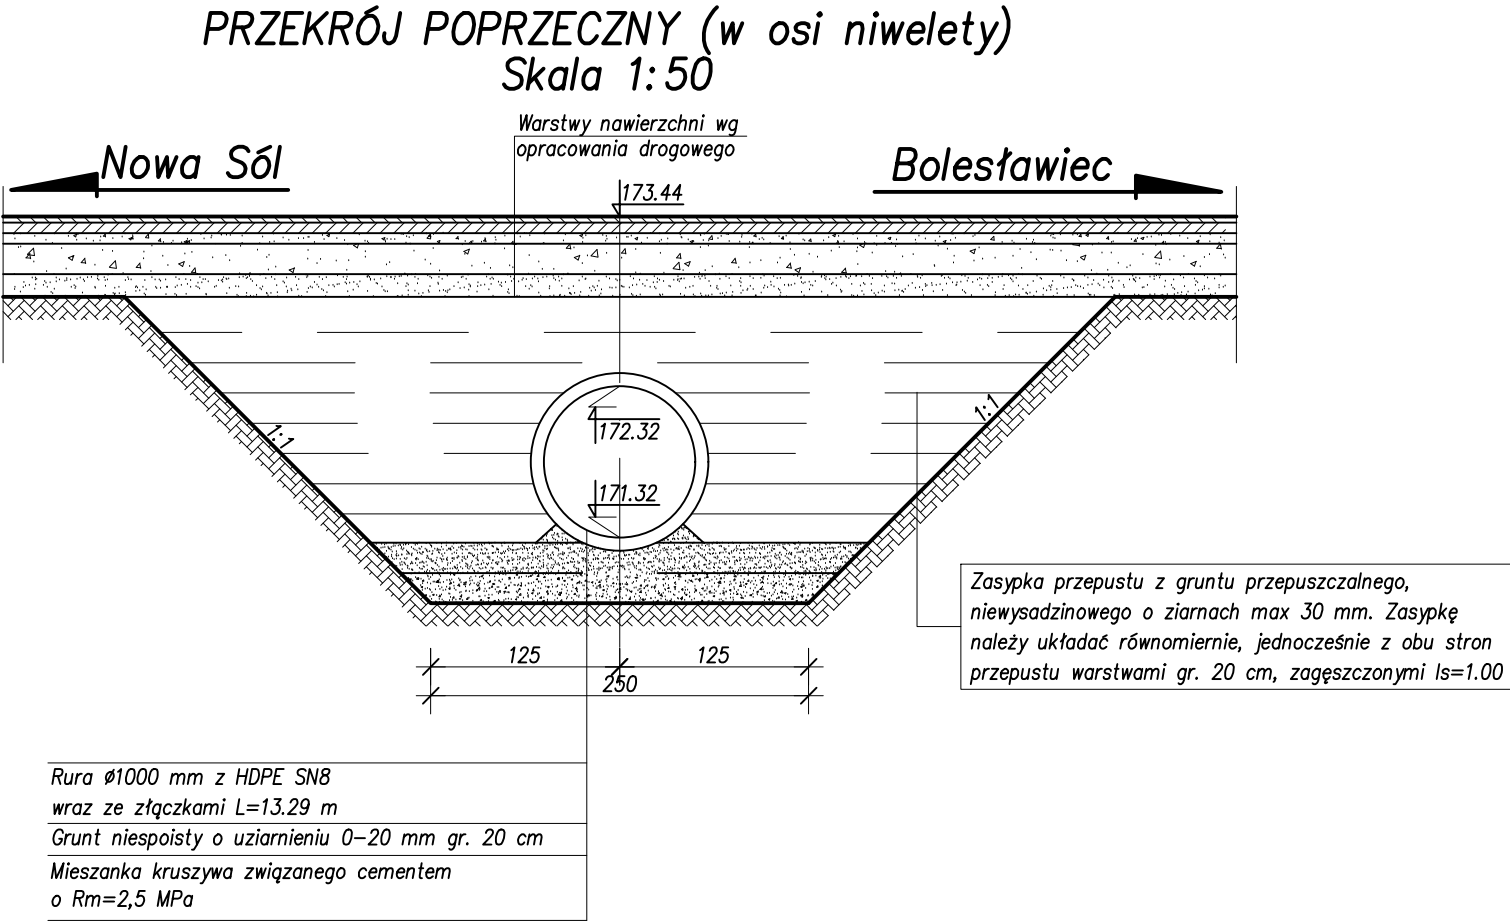 PRZEKRÓJ POPRZECZNY (w osi niwelety)
Skala 1:50
Warstwy nawierzchni wg
opracowania drogowego
Nowa Sól
Bolesławiec
173.44
1:1
1:1
172.32
171.32
Zasypka przepustu z gruntu przepuszczalnego,
niewysadzinowego o ziarnach max 30 mm. Zasypkę
należy układać równomiernie, jednocześnie z obu stron
przepustu warstwami gr. 20 cm, zagęszczonymi Is=1.00
125
125
250
Rura ø1000 mm z HDPE SN8
wraz ze złączkami L=13.29 m
Grunt niespoisty o uziarnieniu 0-20 mm gr. 20 cm
Mieszanka kruszywa związanego cementem
o Rm=2,5 MPa